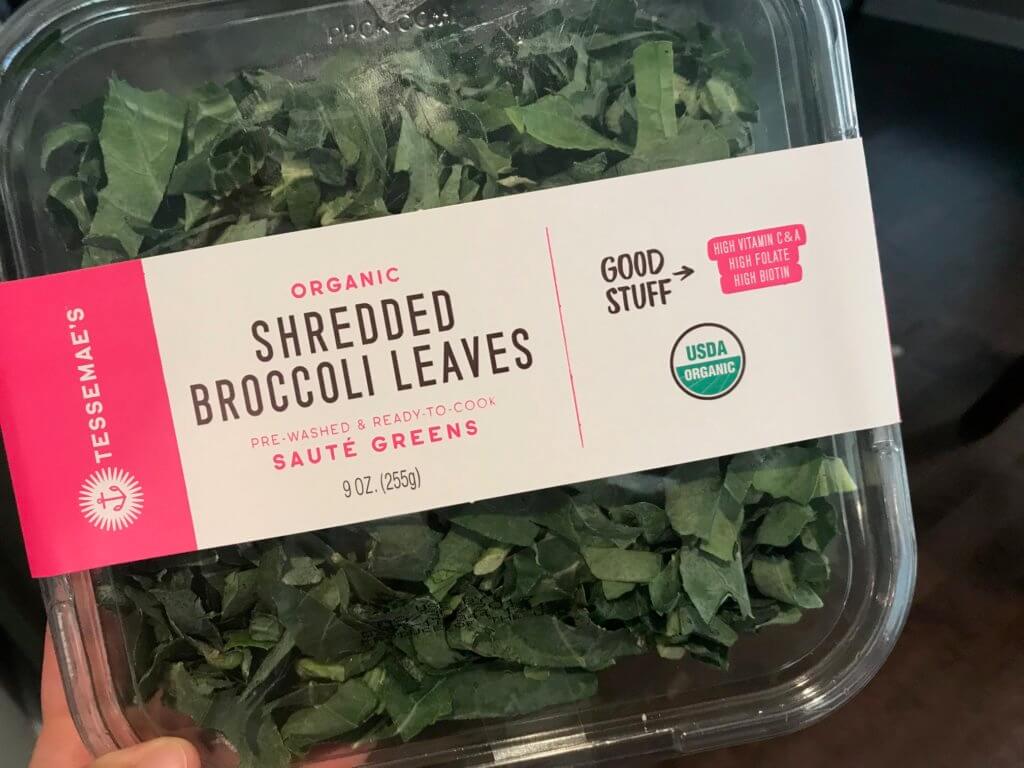 TESSEMAE'S
ORGANIC
SHREDDED
BROCCOLI LEAVES
PRE-WASHED & READY-TO-COOK
SAUTÉ GREENS
9 OZ. (255g)
GOOD
STUFF →
HIGH VITAMIN C & A
HIGH FOLATE
HIGH BIOTIN
USDA
ORGANIC